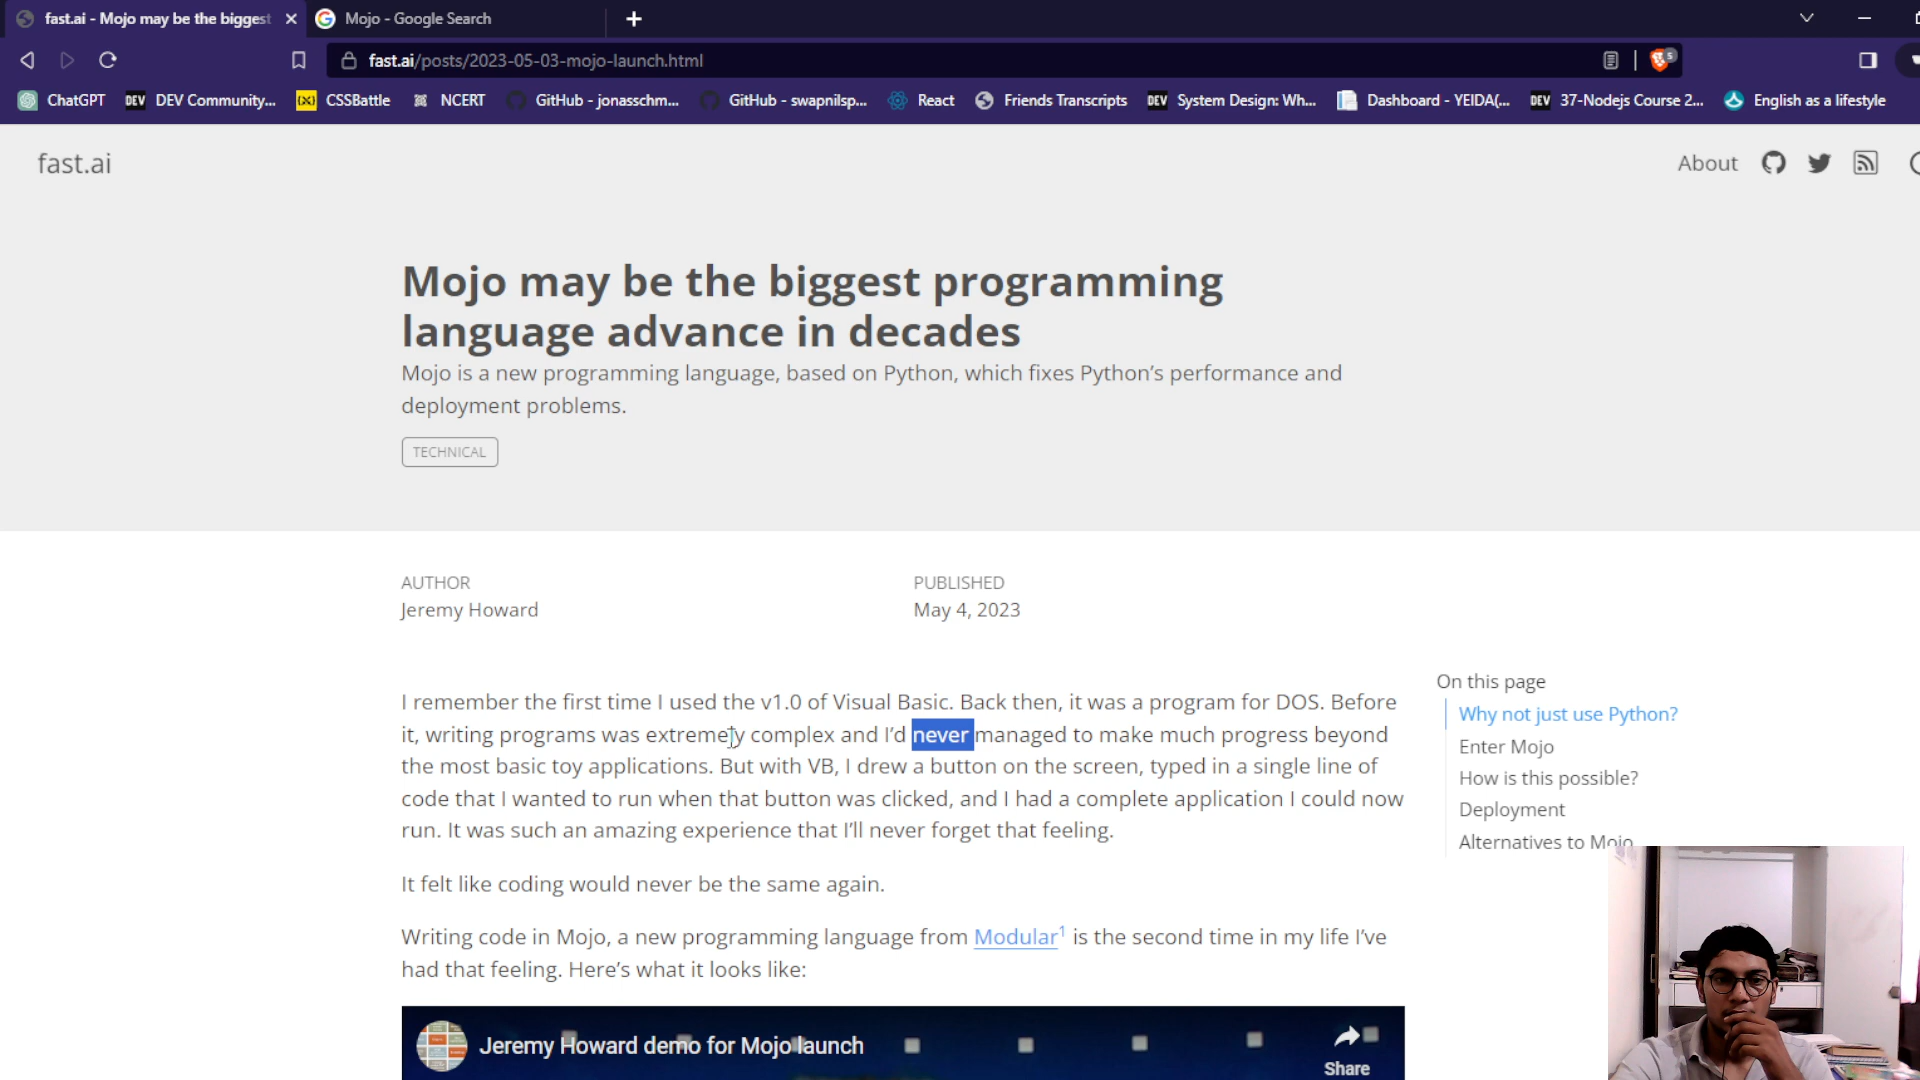 fast.ai - Mojo may be the biggest
Mojo - Google Search
fast.ai/posts/2023-05-03-mojo-launch.html
5
ChatGPT
DEV DEV Community...
CSSBattle
NCERT
GitHub - jonasschm...
GitHub - swapnilsp...
React
Friends Transcripts
DEV System Design: Wh...
Dashboard - YEIDA(...
DEV 37-Nodejs Course 2...
English as a lifestyle
fast.ai
About
Mojo may be the biggest programming
language advance in decades
Mojo is a new programming language, based on Python, which fixes Python’s performance and
deployment problems.
TECHNICAL
AUTHOR
Jeremy Howard
PUBLISHED
May 4, 2023
I remember the first time I used the v1.0 of Visual Basic. Back then, it was a program for DOS. Before
it, writing programs was extremely complex and I’d never managed to make much progress beyond
the most basic toy applications. But with VB, I drew a button on the screen, typed in a single line of
code that I wanted to run when that button was clicked, and I had a complete application I could now
run. It was such an amazing experience that I’ll never forget that feeling.
It felt like coding would never be the same again.
Writing code in Mojo, a new programming language from Modular1 is the second time in my life I’ve
had that feeling. Here’s what it looks like:
Jeremy Howard demo for Mojo launch
Share
On this page
Why not just use Python?
Enter Mojo
How is this possible?
Deployment
Alternatives to Mojo